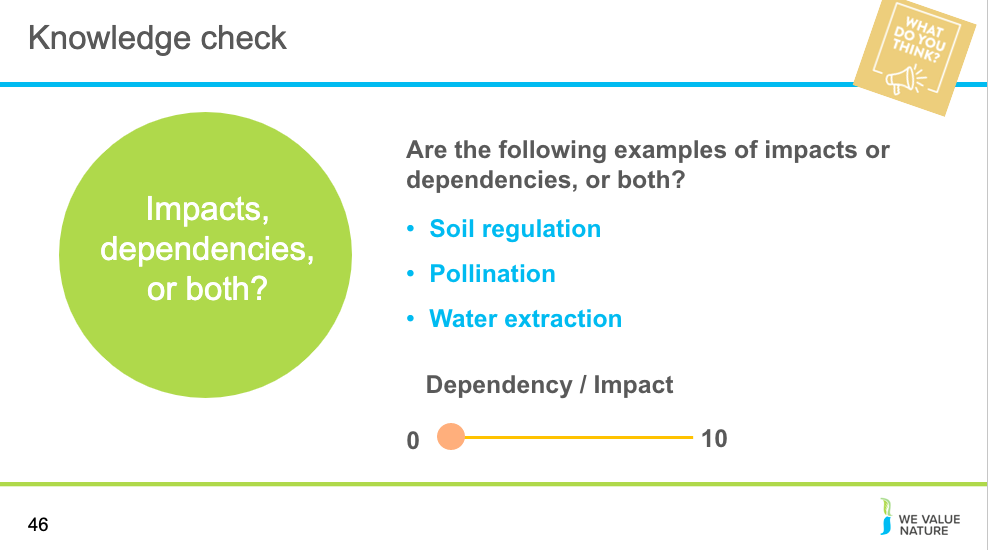 Knowledge check
WHAT
DO YOU
THINK?
Impacts,
dependencies,
or both?
Are the following examples of impacts or
dependencies, or both?
• Soil regulation
• Pollination
• Water extraction
Dependency / Impact
0
10
46
WE VALUE
NATURE